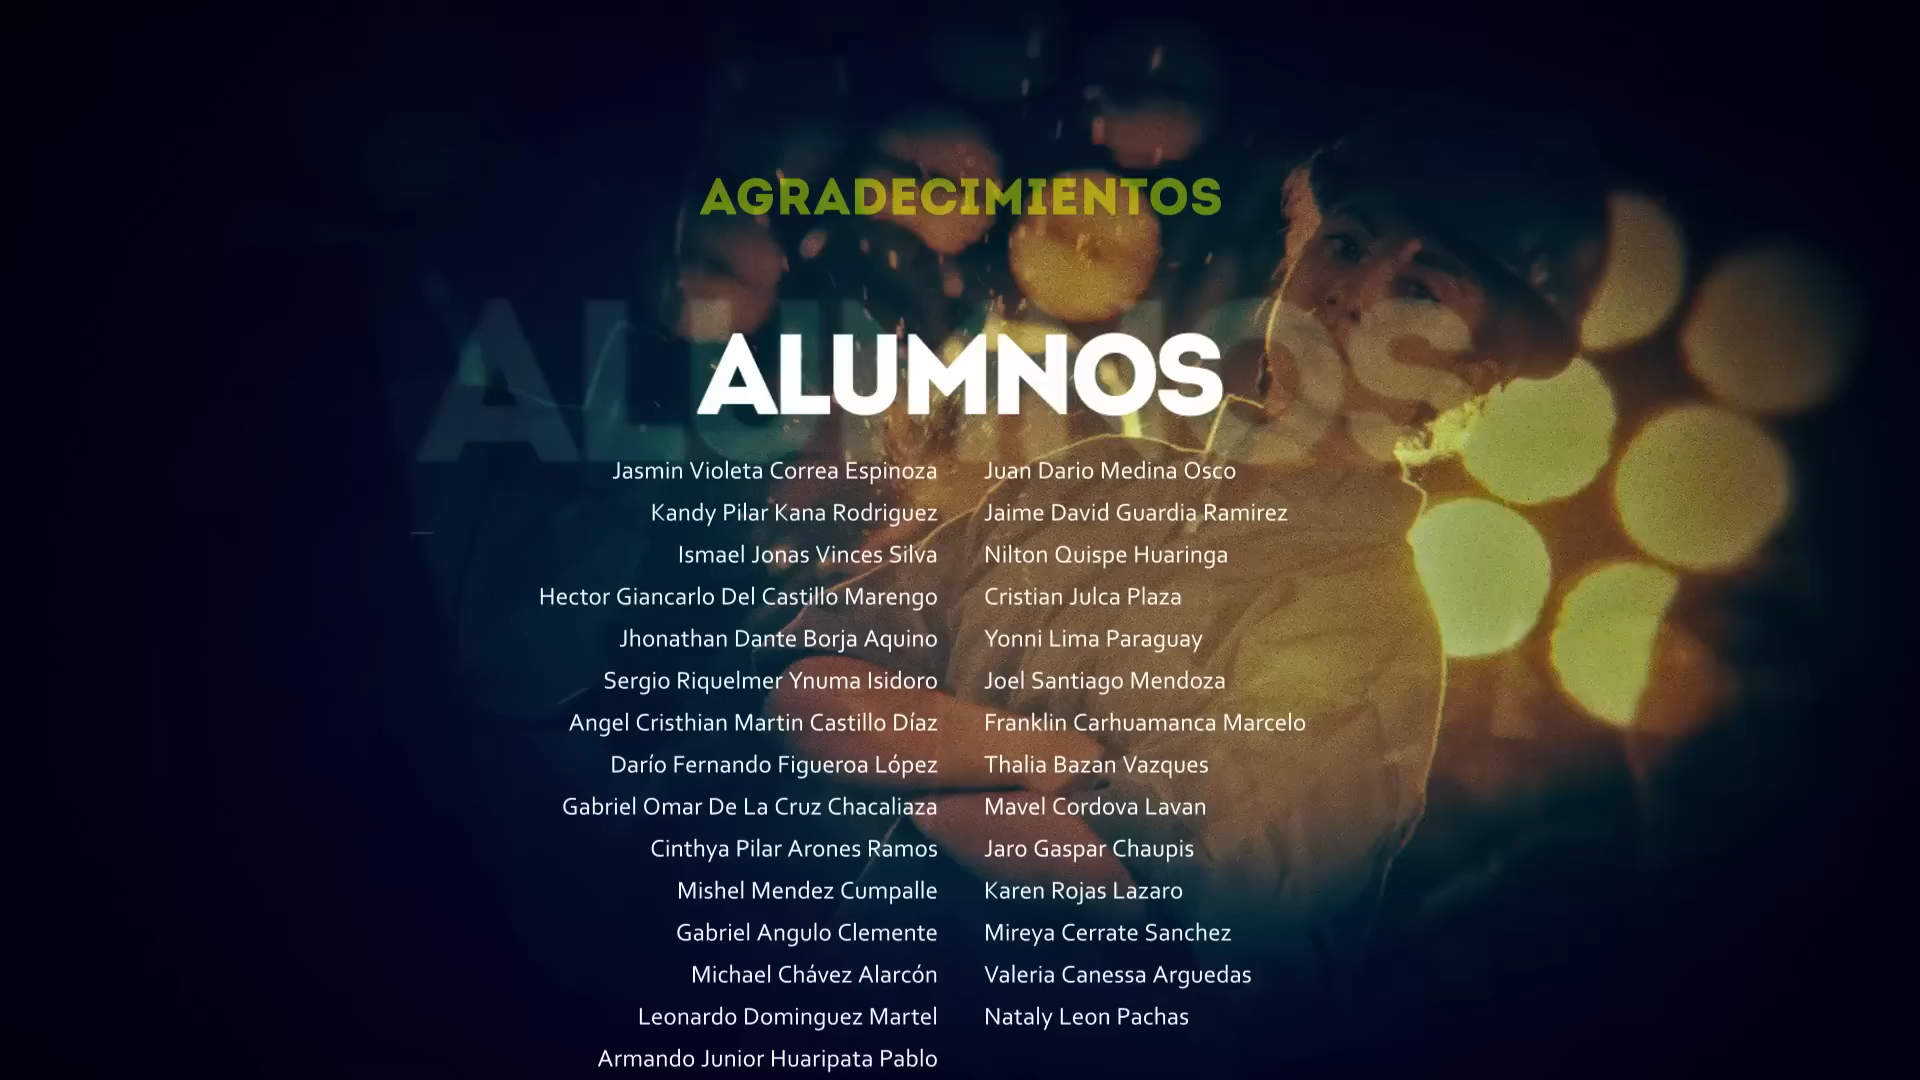 AGRADECIMIENTOS
ALUMNOS
ALUMNOS
Jasmin Violeta Correa Espinoza
Kandy Pilar Kana Rodriguez
Ismael Jonas Vinces Silva
Hector Giancarlo Del Castillo Marengo
Jhonathan Dante Borja Aquino
Sergio Riquelmer Ynuma Isidoro
Angel Cristhian Martin Castillo Díaz
Darío Fernando Figueroa López
Gabriel Omar De La Cruz Chacaliaza
Cinthya Pilar Arones Ramos
Mishel Mendez Cumpalle
Gabriel Angulo Clemente
Michael Chávez Alarcón
Leonardo Dominguez Martel
Armando Junior Huaripata Pablo
Juan Dario Medina Osco
Jaime David Guardia Ramirez
Nilton Quispe Huaringa
Cristian Julca Plaza
Yonni Lima Paraguay
Joel Santiago Mendoza
Franklin Carhuamanca Marcelo
Thalia Bazan Vazques
Mavel Cordova Lavan
Jaro Gaspar Chaupis
Karen Rojas Lazaro
Mireya Cerrate Sanchez
Valeria Canessa Arguedas
Nataly Leon Pachas